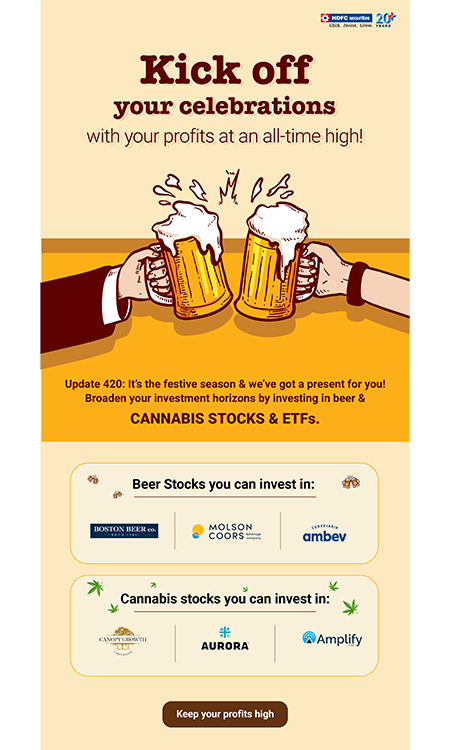 HDFC securities
Click. Invest. Grow.
20+
YEARS
Kick off
your celebrations
with your profits at an all-time high!
Update 420: It's the festive season & we've got a present for you!
Broaden your investment horizons by investing in beer &
CANNABIS STOCKS & ETFs.
Beer Stocks you can invest in:
BOSTON BEER co.
MOLSON
COORS beverage
company
CERVEJARIA
ambev
Cannabis stocks you can invest in:
CANOPY GROWTH
AURORA
Amplify
Keep your profits high